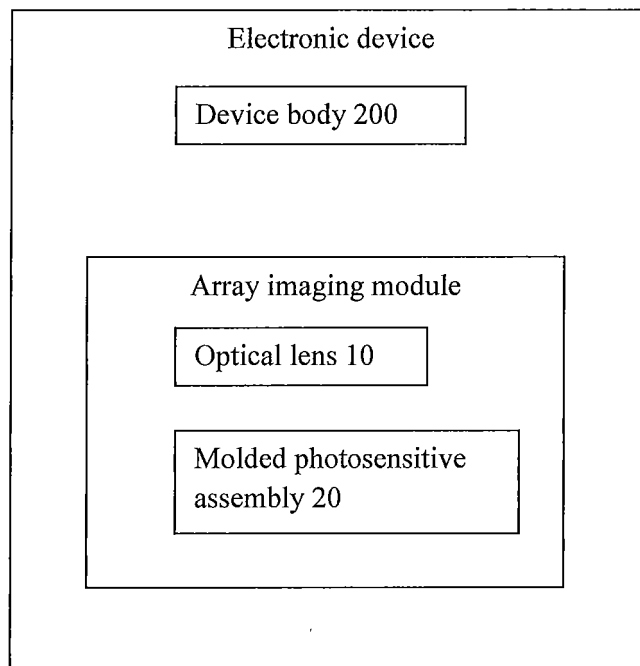 Electronic device
Device body 200
Array imaging module
Optical lens 10
Molded photosensitive
assembly 20